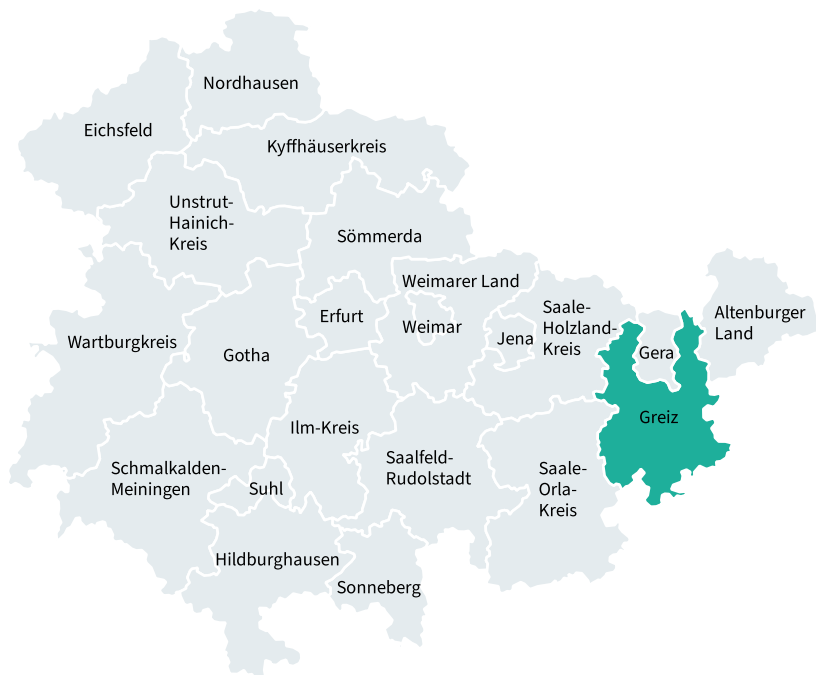 Nordhausen
Eichsfeld
Kyffhäuserkreis
Unstrut-
Hainich-
Kreis
Sömmerda
Weimarer Land
Erfurt
Weimar
Saale-
Holzland-
Kreis
Jena
Gera
Altenburger
Land
Wartburgkreis
Gotha
Greiz
Ilm-Kreis
Schmalkalden-
Meiningen
Suhl
Saalfeld-
Rudolstadt
Saale-
Orla-
Kreis
Hildburghausen
Sonneberg